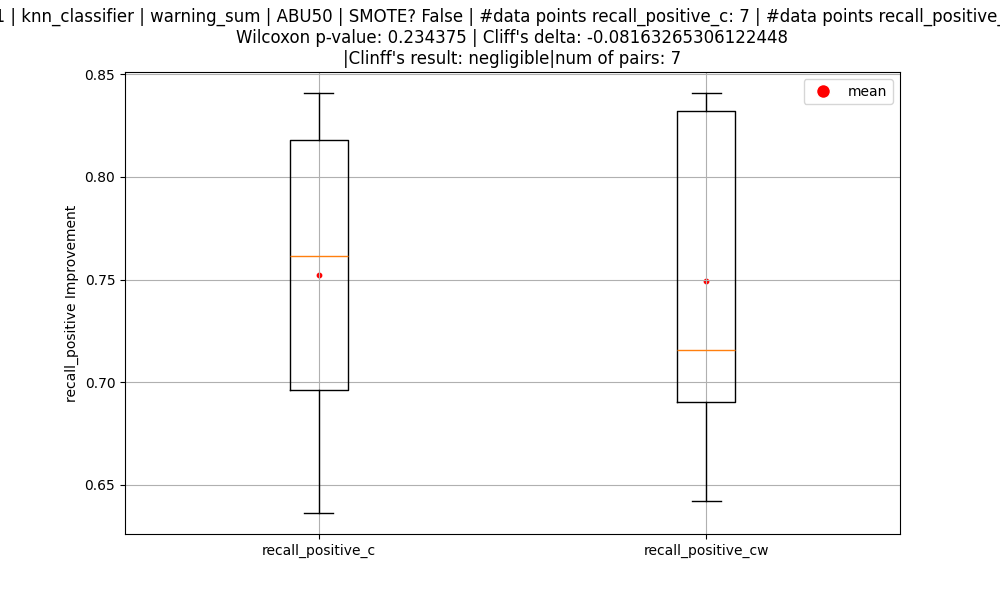 | knn_classifier | warning_sum | ABU50 | SMOTE? False | #data points recall_positive_c: 7 | #data points recall_positive_
Wilcoxon p-value: 0.234375 | Cliff's delta: -0.08163265306122448
|Clinff's result: negligible|num of pairs: 7
mean
0.85
0.80
0.75
0.70
0.65
recall_positive Improvement
recall_positive_c
recall_positive_cw